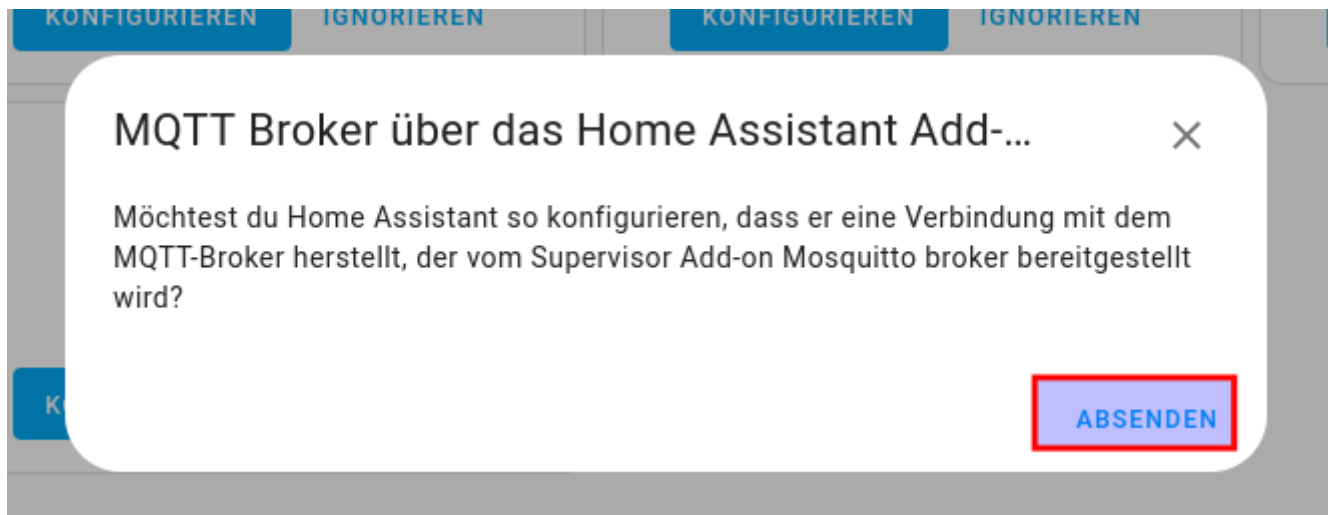 KONFIGURIEREN IGNORIEREN KONFIGURIEREN IGNORIEREN
MQTT Broker über das Home Assistant Add-...
Möchtest du Home Assistant so konfigurieren, dass er eine Verbindung mit dem
MQTT-Broker herstellt, der vom Supervisor Add-on Mosquitto broker bereitgestellt
wird?
ABSENDEN